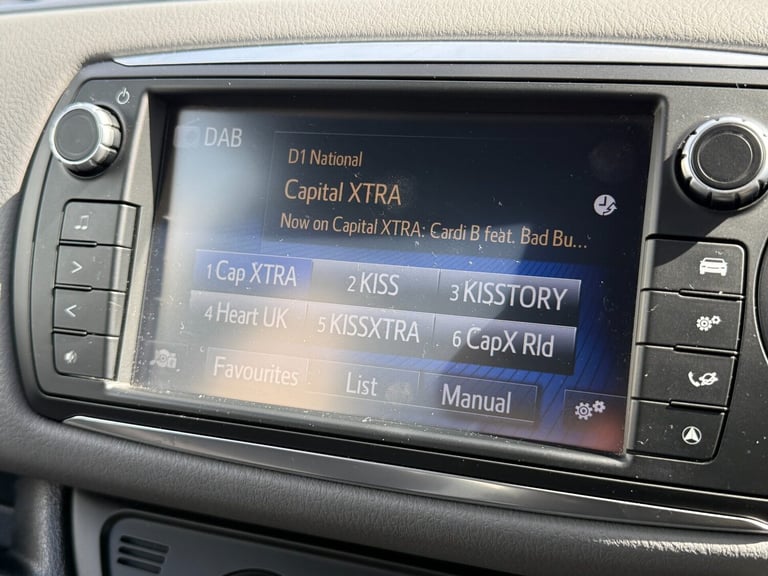 DAB
D1 National
Capital XTRA
Now on Capital XTRA: Cardi B feat. Bad Bu...
1 Cap XTRA 2 KISS 3 KISSTORY
4 Heart UK 5 KISSXTRA 6 CapX Rld
Favourites List Manual